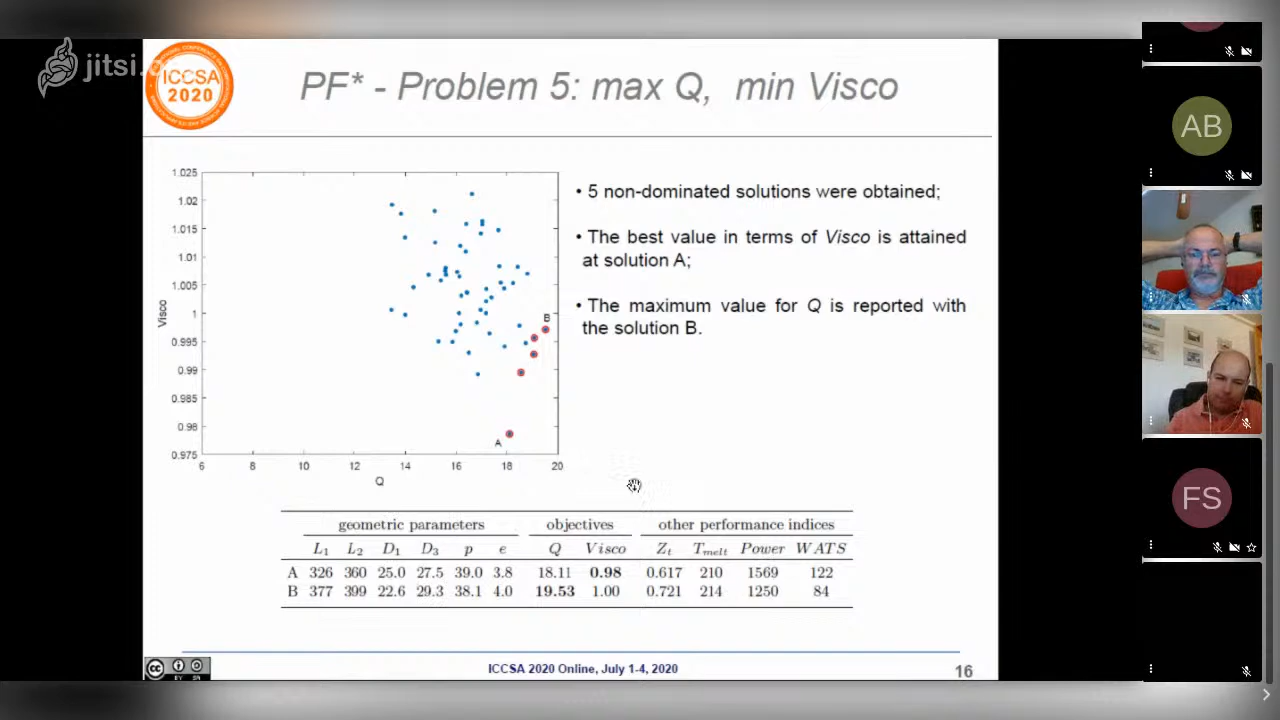 jitsi.o
ICCSA
2020
PF* - Problem 5: max Q, min Visco
1.025
1.02
1.015
1.01
1.005
1
0.995
0.99
0.985
0.98
0.975
Visco
B
A
6 8 10 12 14 16 18 20
Q
• 5 non-dominated solutions were obtained;
• The best value in terms of Visco is attained
at solution A;
• The maximum value for Q is reported with
the solution B.
geometric parameters objectives other performance indices
L1 L2 D1 D3 p e Q Visco Zt Tmelt Power WATS
A 326 360 25.0 27.5 39.0 3.8 18.11 0.98 0.617 210 1569 122
B 377 399 22.6 29.3 38.1 4.0 19.53 1.00 0.721 214 1250 84
cc
BY SA
ICCSA 2020 Online, July 1-4, 2020
16
AB
FS